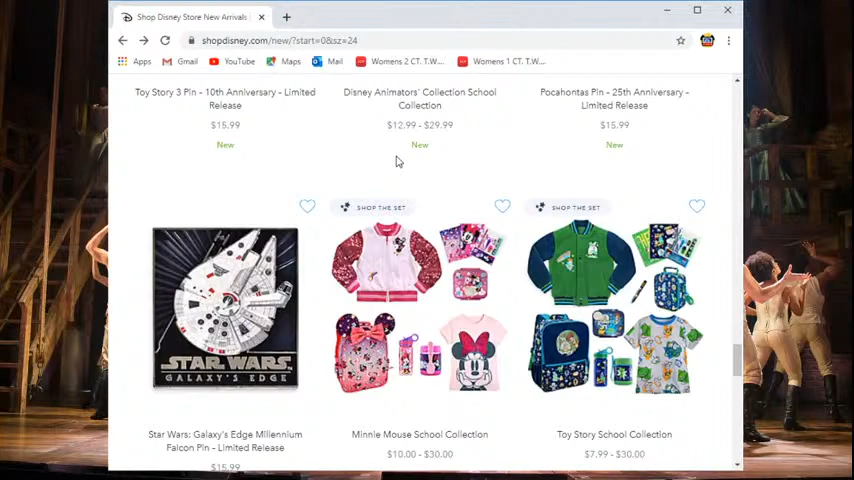 Shop Disney Store New Arrivals
shopdisney.com/new/?start=0&sz=24
Apps
Gmail
YouTube
Maps
Mail
Womens 2 CT. T.W...
Womens 1 CT. T.W...
Toy Story 3 Pin – 10th Anniversary – Limited
Release
$15.99
New
Disney Animators' Collection School
Collection
$12.99 - $29.99
New
Pocahontas Pin – 25th Anniversary –
Limited Release
$15.99
New
SHOP THE SET
SHOP THE SET
STAR WARS
GALAXY'S EDGE
Star Wars: Galaxy's Edge Millennium
Falcon Pin – Limited Release
$15.99
Minnie Mouse School Collection
$10.00 - $30.00
Toy Story School Collection
$7.99 - $30.00